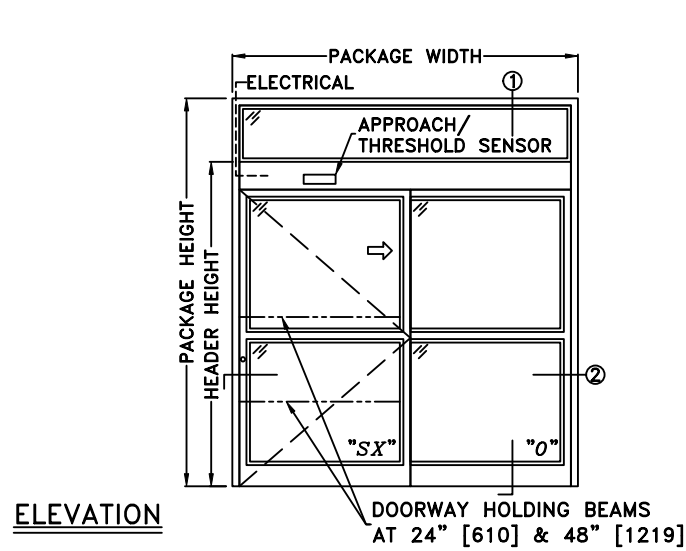 PACKAGE WIDTH
ELECTRICAL
1
APPROACH/
THRESHOLD SENSOR
PACKAGE HEIGHT
HEADER HEIGHT
2
"SX"
"O"
ELEVATION
DOORWAY HOLDING BEAMS
AT 24" [610] & 48" [1219]